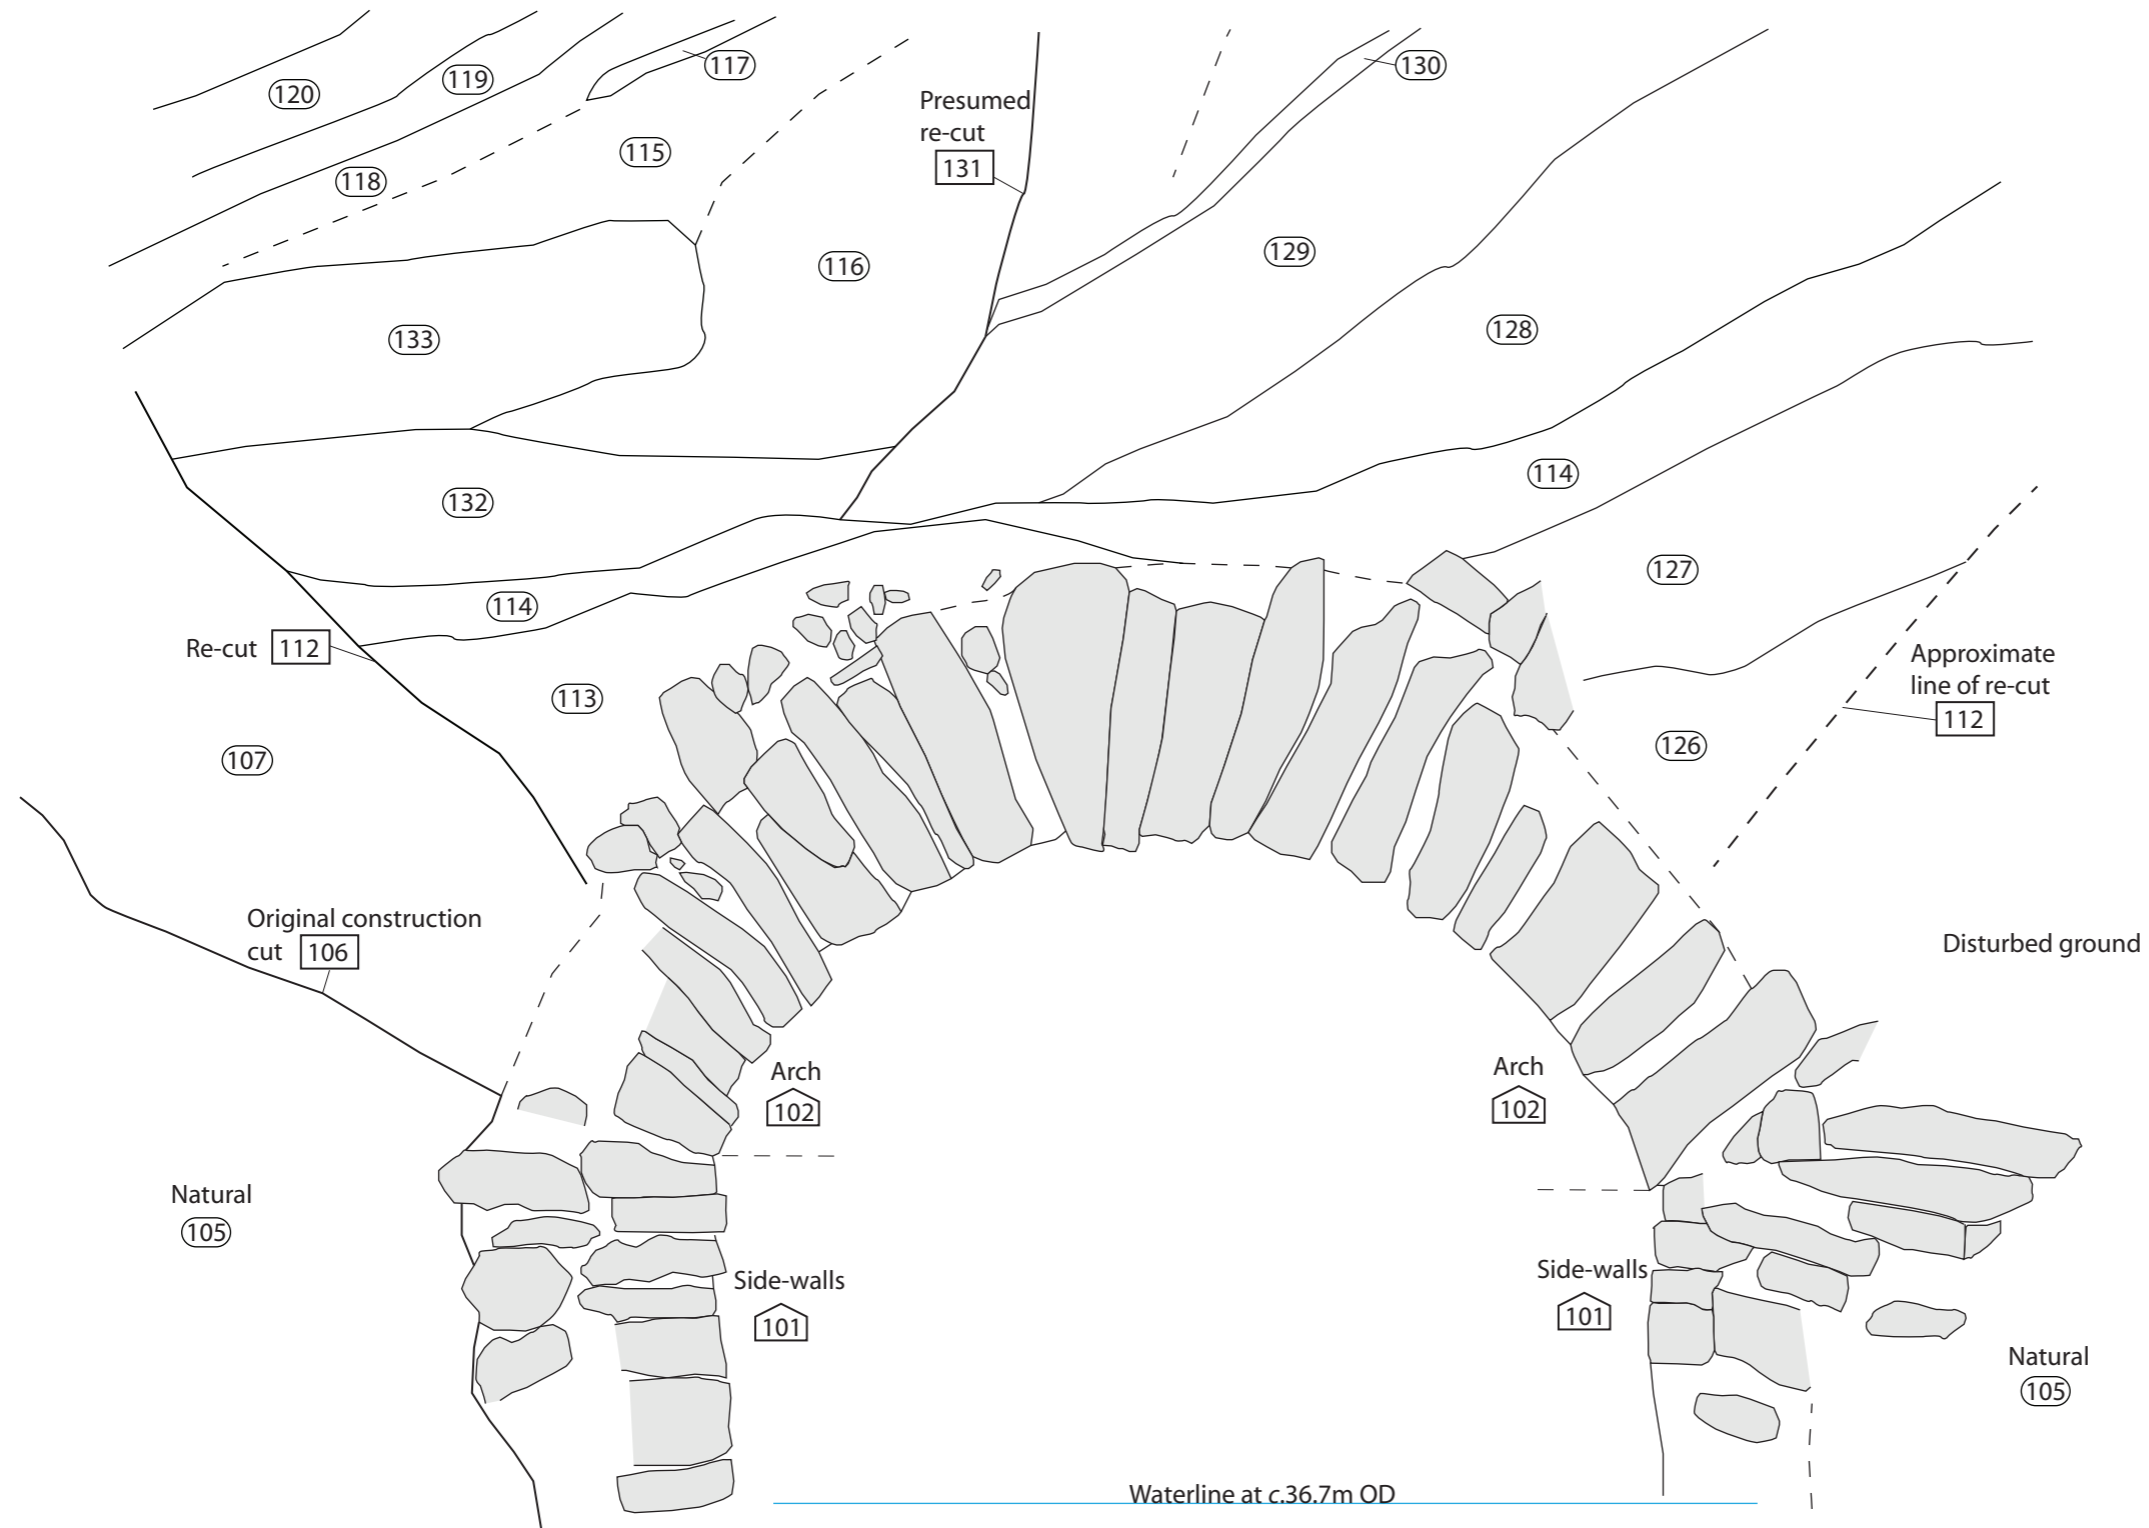 117
130
119
120
Presumed
re-cut
131
115
118
129
116
128
133
114
132
127
114
Re-cut 112
Approximate
line of re-cut
112
113
126
107
Original construction
cut 106
Disturbed ground
Arch
102
Arch
102
Natural
105
Side-walls
101
Side-walls
101
Natural
105
Waterline at c.36.7m OD